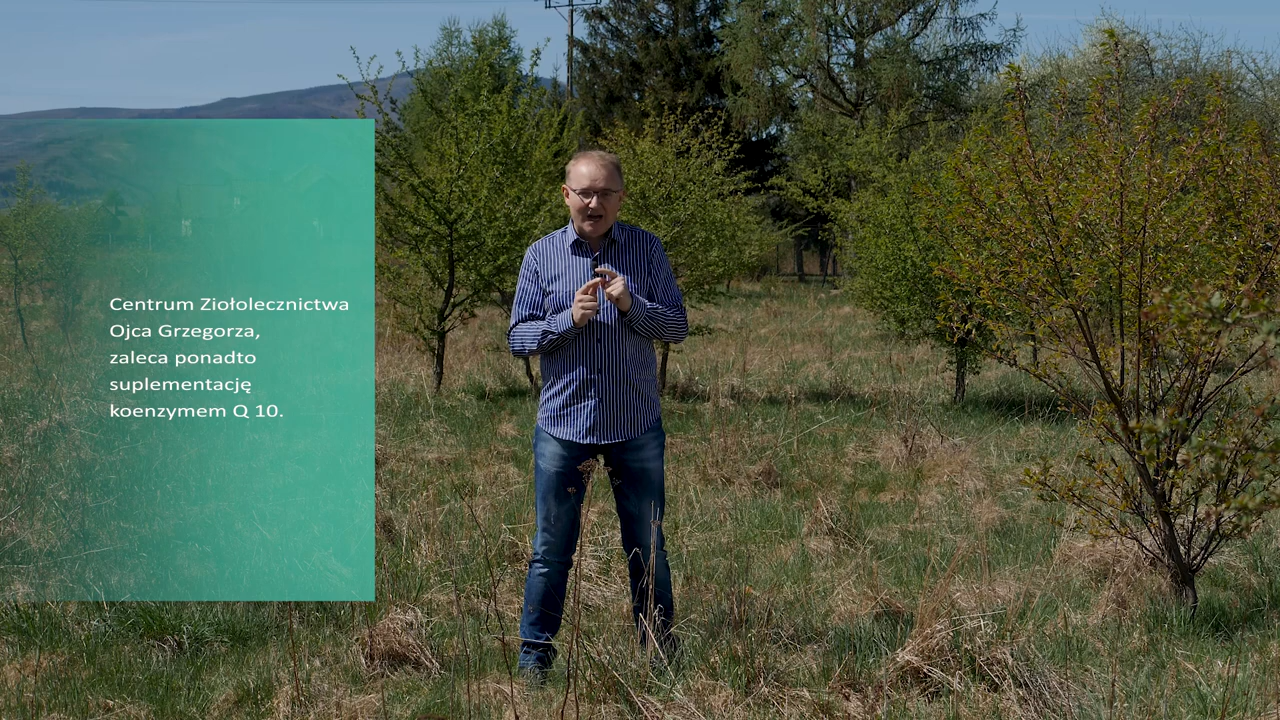 Centrum Ziołolecznictwa
Ojca Grzegorza,
zaleca ponadto
suplementację
koenzymem Q 10.